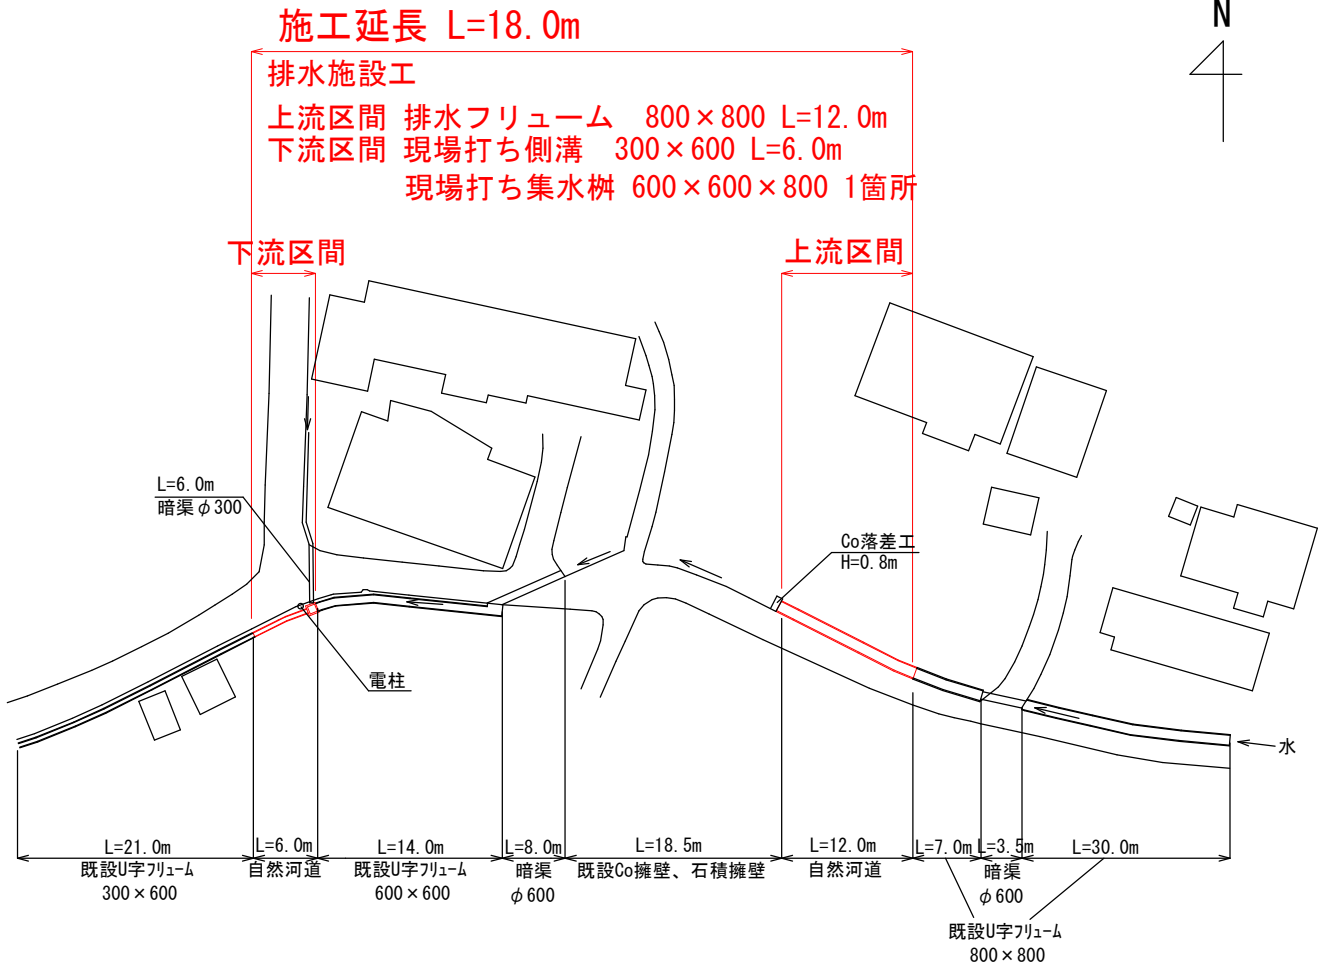 施工延長 L=18.0m
N
排水施設工
上流区間 排水フリューム 800×800 L=12.0m
下流区間 現場打ち側溝 300×600 L=6.0m
現場打ち集水桝 600×600×800 1箇所
下流区間
上流区間
L=6.0m
暗渠φ300
Co落差工
H=0.8m
電柱
水
L=21.0m
既設U字フリューム
300×600
L=6.0m
自然河道
L=14.0m
既設U字フリューム
600×600
L=8.0m
暗渠
φ600
L=18.5m
既設Co擁壁、石積擁壁
L=12.0m
自然河道
L=7.0m
L=3.5m
暗渠
φ600
L=30.0m
既設U字フリューム
800×800